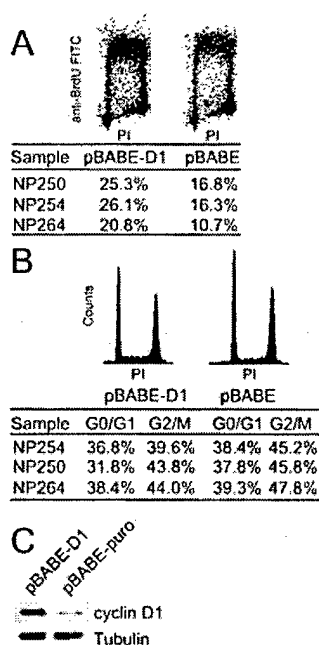 A
anti-BrdU FITC
PI PI
Sample pBABE-D1 pBABE
NP250 25.3% 16.8%
NP254 26.1% 16.3%
NP264 20.8% 10.7%
B
Counts
PI PI
pBABE-D1 pBABE
Sample G0/G1 G2/M G0/G1 G2/M
NP254 36.8% 39.6% 38.4% 45.2%
NP250 31.8% 43.8% 37.8% 45.8%
NP264 38.4% 44.0% 39.3% 47.8%
C
pBABE-D1 pBABE-puro
cyclin D1
Tubulin